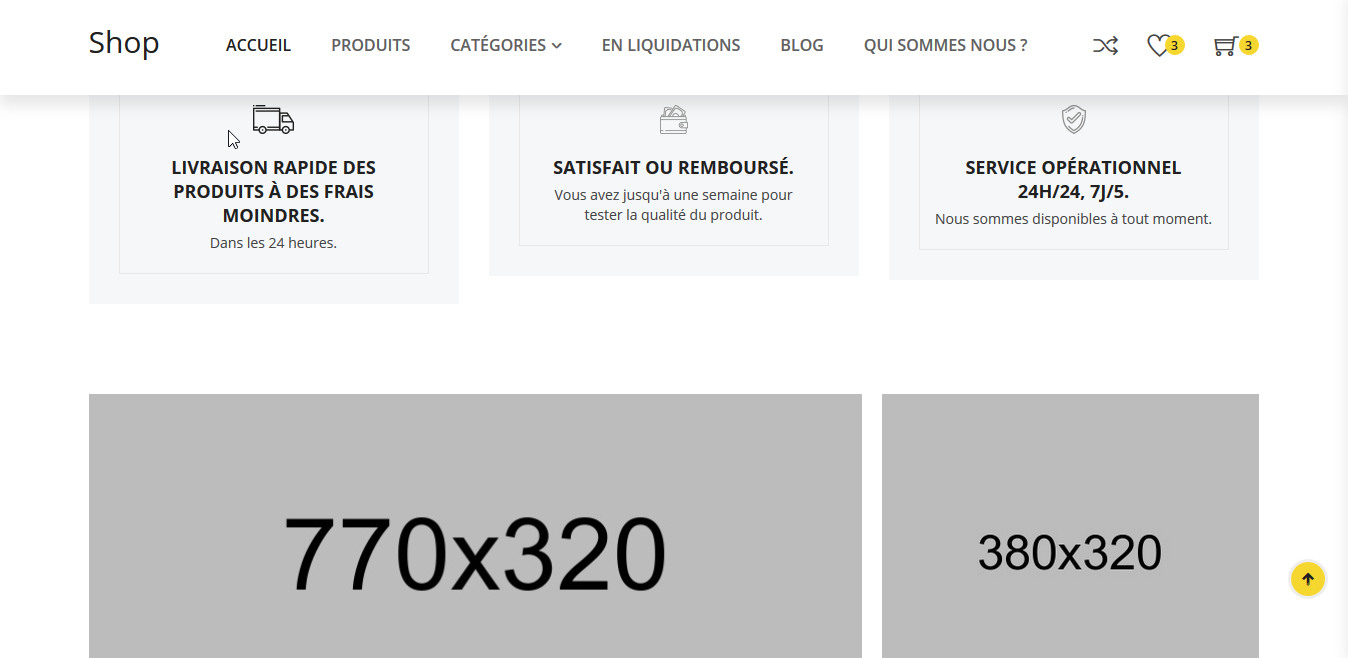 Shop
ACCUEIL PRODUITS CATÉGORIES EN LIQUIDATIONS BLOG QUI SOMMES NOUS ? 3 3
LIVRAISON RAPIDE DES
PRODUITS À DES FRAIS
MOINDRES.
Dans les 24 heures.
SATISFAIT OU REMBOURSÉ.
Vous avez jusqu'à une semaine pour
tester la qualité du produit.
SERVICE OPÉRATIONNEL
24H/24, 7J/5.
Nous sommes disponibles à tout moment.
770x320
380x320